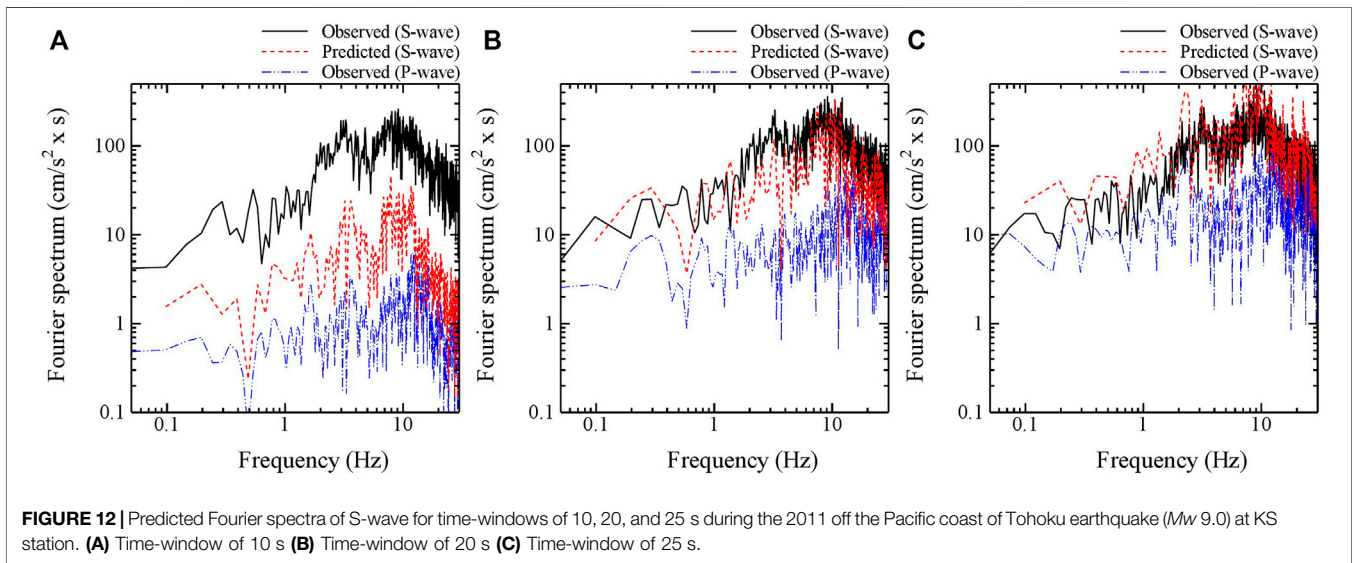 A
Observed (S-wave)
Predicted (S-wave)
Observed (P-wave)
Fourier spectrum (cm/s² x s)
100
10
1
0.1
0.1 1 10
Frequency (Hz)
B
Observed (S-wave)
Predicted (S-wave)
Observed (P-wave)
Fourier spectrum (cm/s² x s)
100
10
1
0.1
0.1 1 10
Frequency (Hz)
C
Observed (S-wave)
Predicted (S-wave)
Observed (P-wave)
Fourier spectrum (cm/s² x s)
100
10
1
0.1
0.1 1 10
Frequency (Hz)
FIGURE 12 | Predicted Fourier spectra of S-wave for time-windows of 10, 20, and 25 s during the 2011 off the Pacific coast of Tohoku earthquake (Mw 9.0) at KS
station. (A) Time-window of 10 s (B) Time-window of 20 s (C) Time-window of 25 s.